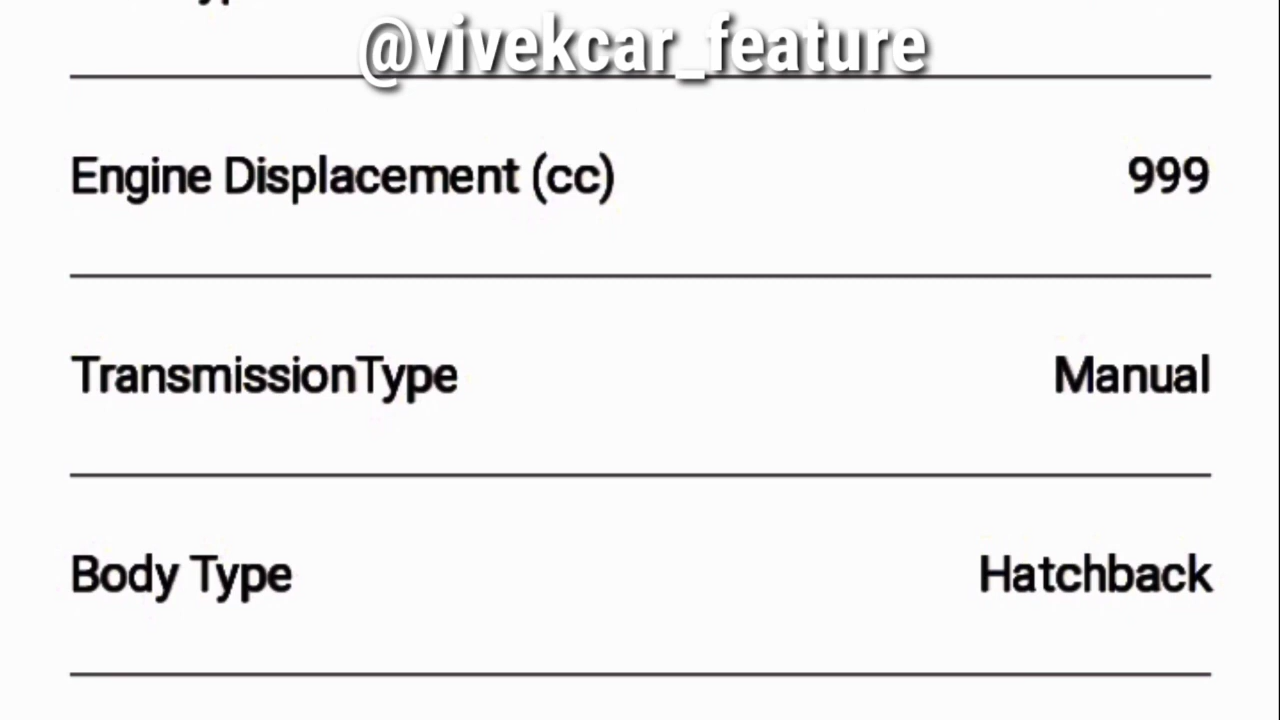 @vivekcar_feature
Engine Displacement (cc) 999
TransmissionType Manual
Body Type Hatchback